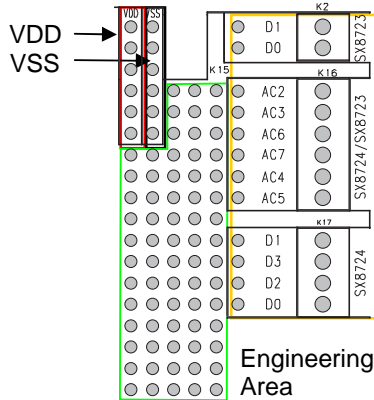 VDD VSS
VDD
VSS
K2
D1
D0
SX8723
K15
K16
AC2
AC3
AC6
AC7
AC4
AC5
SX8724/SX8723
K17
D1
D3
D2
D0
SX8724
Engineering
Area